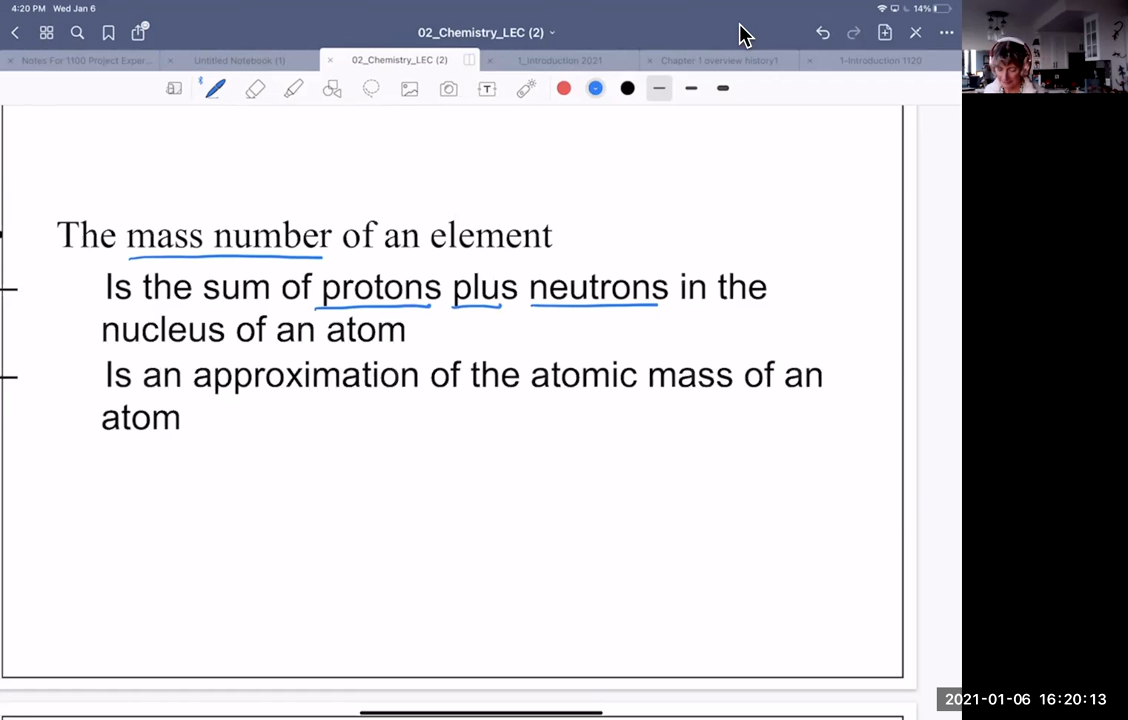 4:20 PM Wed Jan 6
14%
02_Chemistry_LEC (2)
Notes For 1100 Project Exper...
Untitled Notebook (1)
02_Chemistry_LEC (2)
1_Introduction 2021
Chapter 1 overview history1
1-Introduction 1120
T
The mass number of an element
Is the sum of protons plus neutrons in the
nucleus of an atom
Is an approximation of the atomic mass of an
atom
2021-01-06 16:20:13